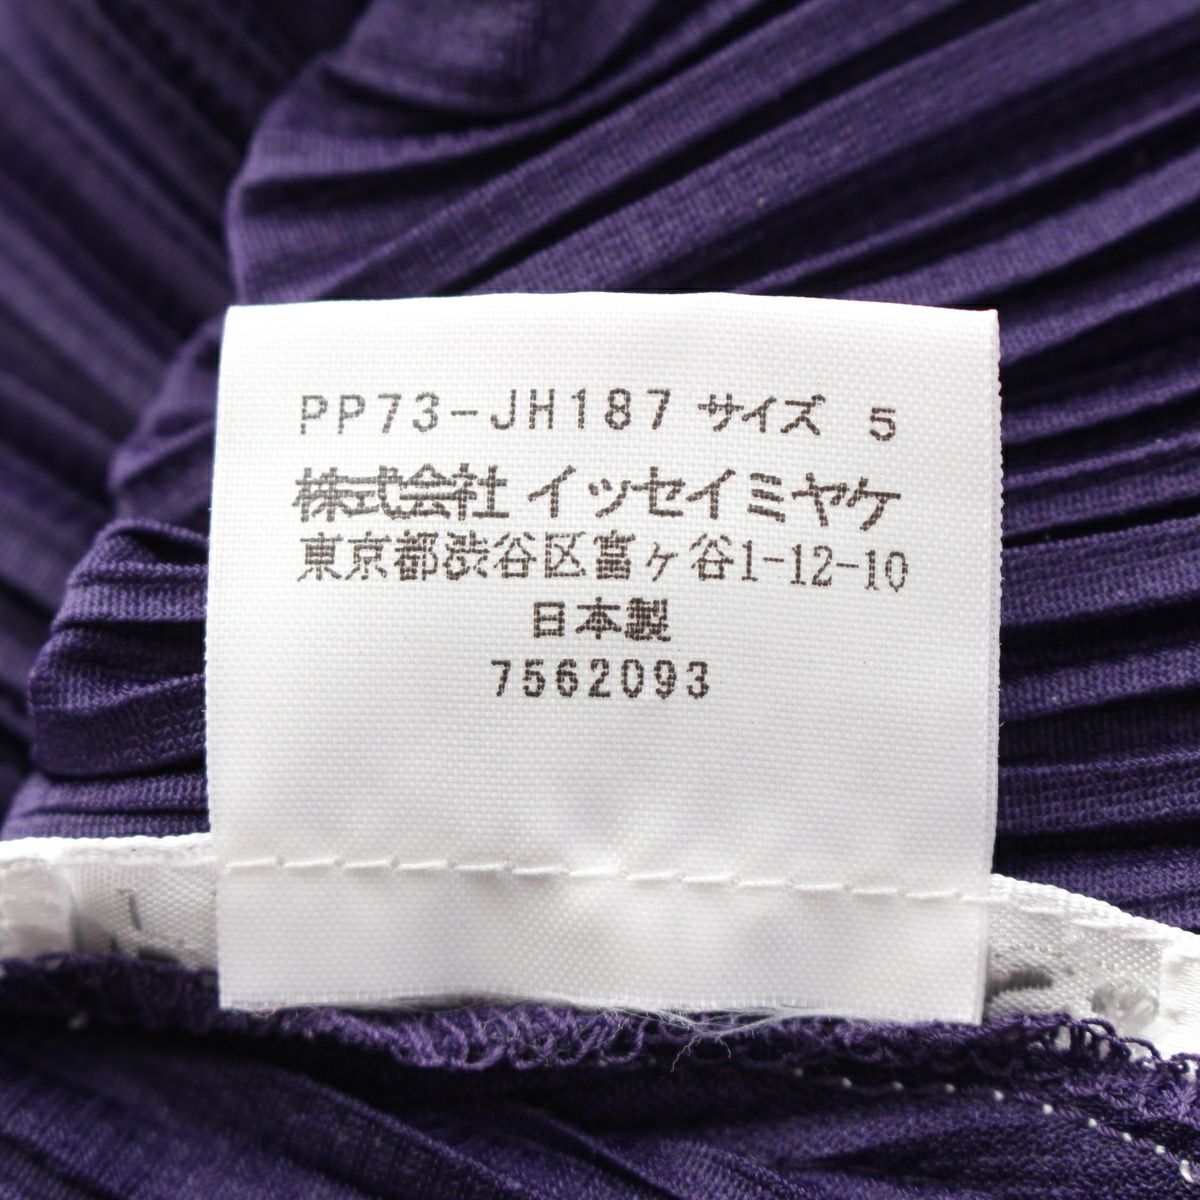 PP73-JH187 サイズ 5
株式会社 イッセイミヤケ
東京都渋谷区富ヶ谷1-12-10
日本製
7562093